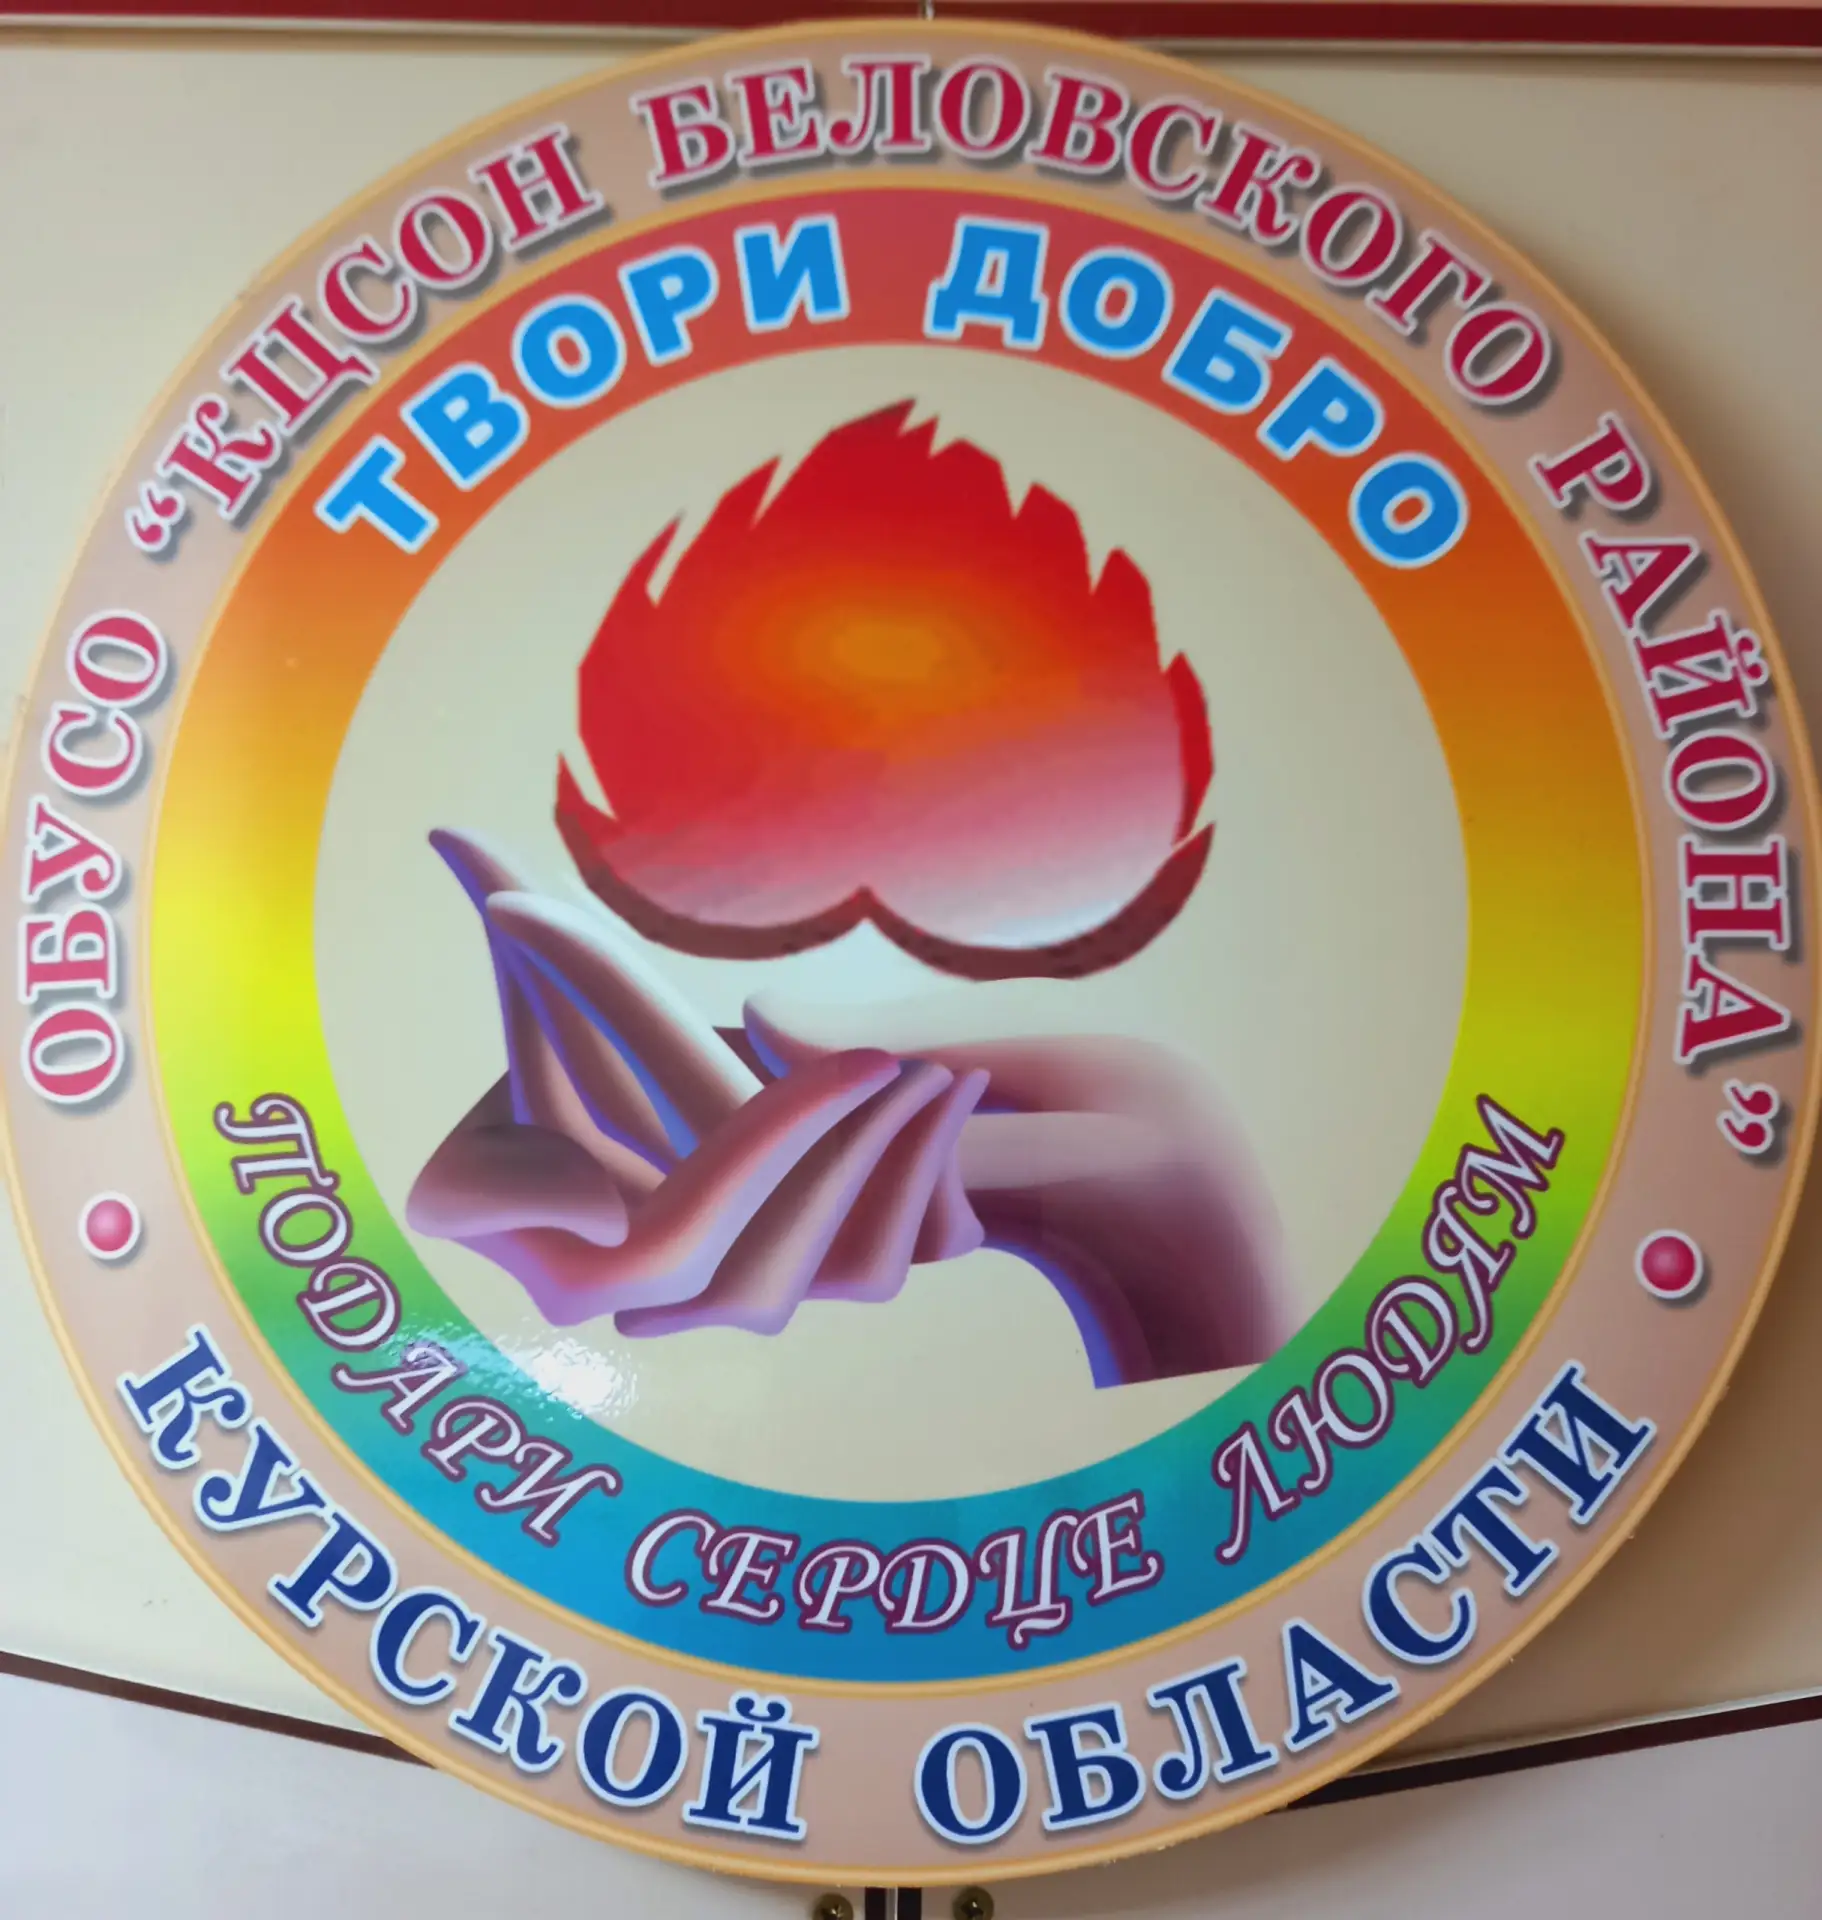 ОБУСО “КЦСОН БЕЛОВСКОГО РАЙОНА”
ТВОРИ ДОБРО
ПОДАРИ СЕРДЦЕ ЛЮДЯМ
КУРСКОЙ ОБЛАСТИ